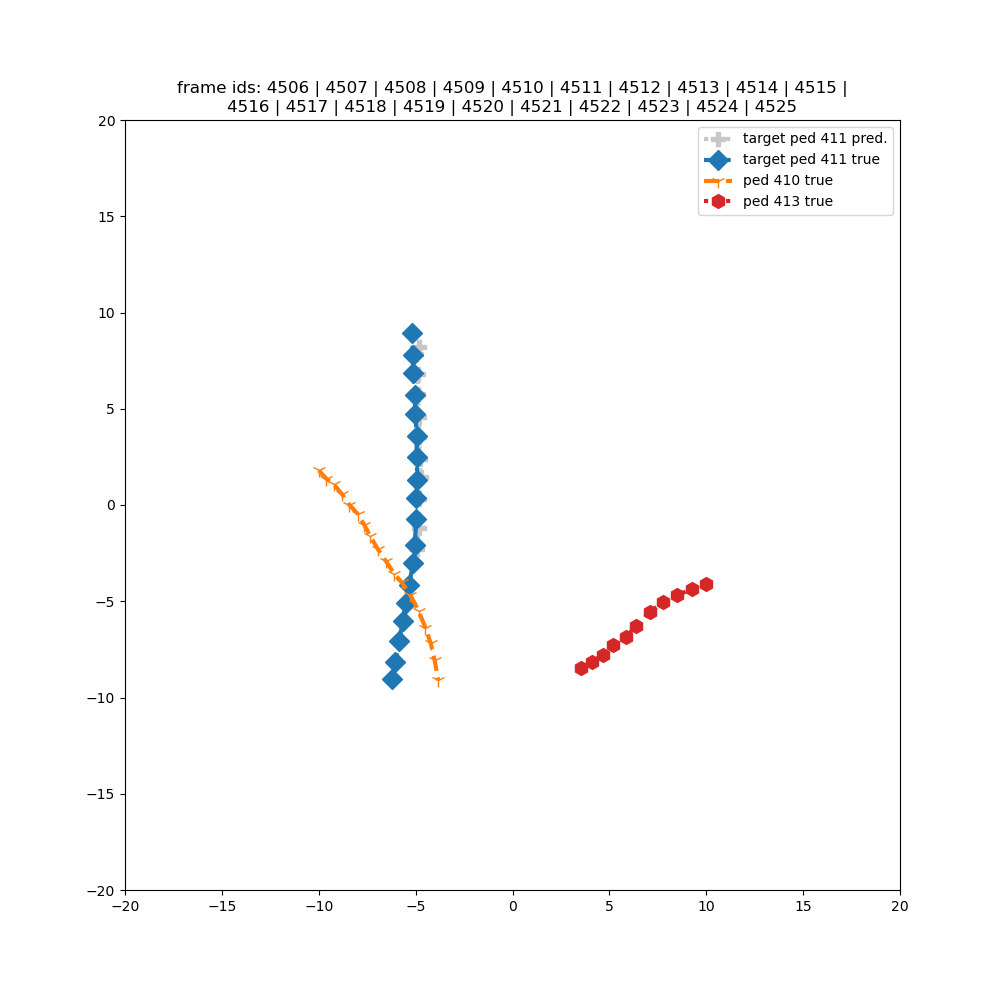 frame ids: 4506 | 4507 | 4508 | 4509 | 4510 | 4511 | 4512 | 4513 | 4514 | 4515 |
4516 | 4517 | 4518 | 4519 | 4520 | 4521 | 4522 | 4523 | 4524 | 4525
target ped 411 pred.
target ped 411 true
ped 410 true
ped 413 true
20
15
10
5
0
−5
−10
−15
−20
−20 −15 −10 −5 0 5 10 15 20